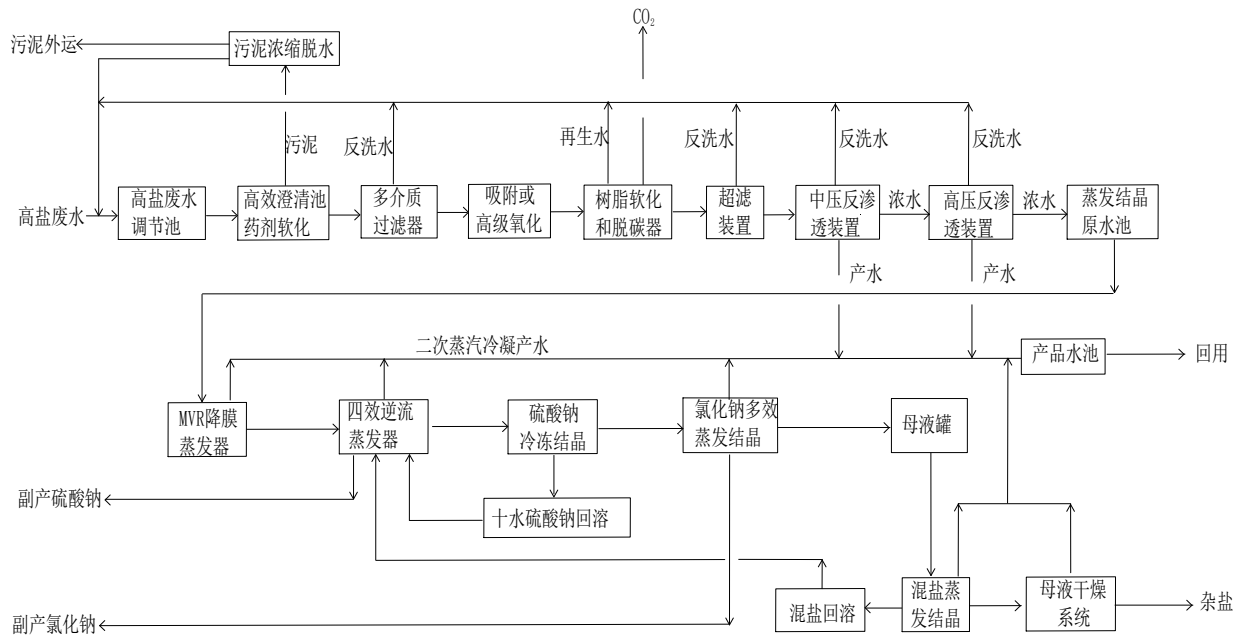 CO₂
污泥外运
污泥浓缩脱水
污泥
反洗水
再生水
反洗水
反洗水
反洗水
高盐废水
高盐废水
调节池
高效澄清池
药剂软化
多介质
过滤器
吸附或
高级氧化
树脂软化
和脱碳器
超滤
装置
中压反渗
透装置
浓水
高压反渗
透装置
浓水
蒸发结晶
原水池
产水
产水
二次蒸汽冷凝产水
产品水池
回用
MVR降膜
蒸发器
四效逆流
蒸发器
硫酸钠
冷冻结晶
氯化钠多效
蒸发结晶
母液罐
副产硫酸钠
十水硫酸钠回溶
副产氯化钠
混盐回溶
混盐蒸
发结晶
母液干燥
系统
杂盐